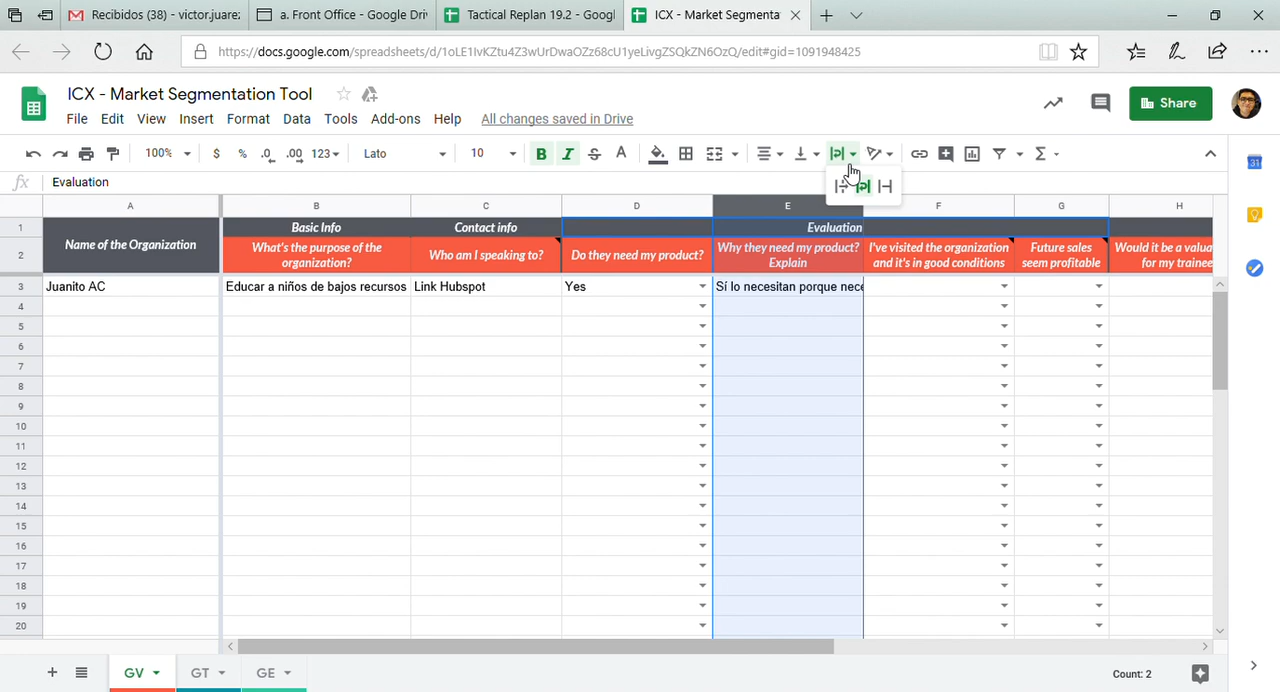 Recibidos (38) - victor.juarez
a. Front Office - Google Dri
Tactical Replan 19.2 - Googl
ICX - Market Segmenta
https://docs.google.com/spreadsheets/d/1oLE1IvKZtu4Z3wUrDwaOZz68cU1yeLivgZSQkZN6OzQ/edit#gid=1091948425
ICX - Market Segmentation Tool
File Edit View Insert Format Data Tools Add-ons Help All changes saved in Drive
Share
100% $ % .0 .00 123 Lato 10 B I S A
fx Evaluation
A B C D E F G H
1 Name of the Organization Basic Info Contact info Evaluation
2 What's the purpose of the organization? Who am I speaking to? Do they need my product? Why they need my product? Explain I've visited the organization and it's in good conditions Future sales seem profitable Would it be a valua for my trainee
3 Juanito AC Educar a niños de bajos recursos Link Hubspot Yes Sí lo necesitan porque nece
4
5
6
7
8
9
10
11
12
13
14
15
16
17
18
19
20
GV GT GE Count: 2
31